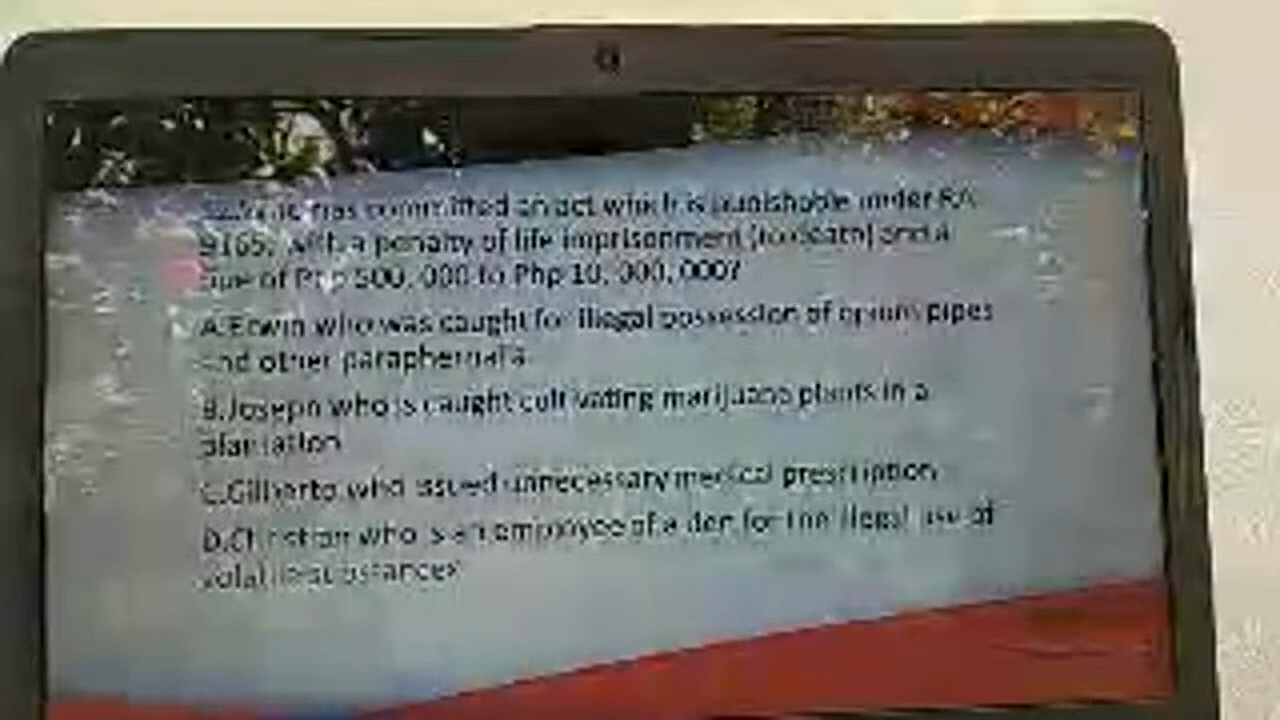 has committed an act which is punishable under RA
9165, with a penalty of life imprisonment (to death) and a
fine of Php 500, 000 to Php 10, 000, 000?
A.Erwin who was caught for illegal possession of opium pipes
and other paraphernalia
B.Joseph who is caught cultivating marijuana plants in a
plantation
C.Gilberto who issued unnecessary medical prescription
D.Christian who is an employee of a den for the illegal use of
volatile substances